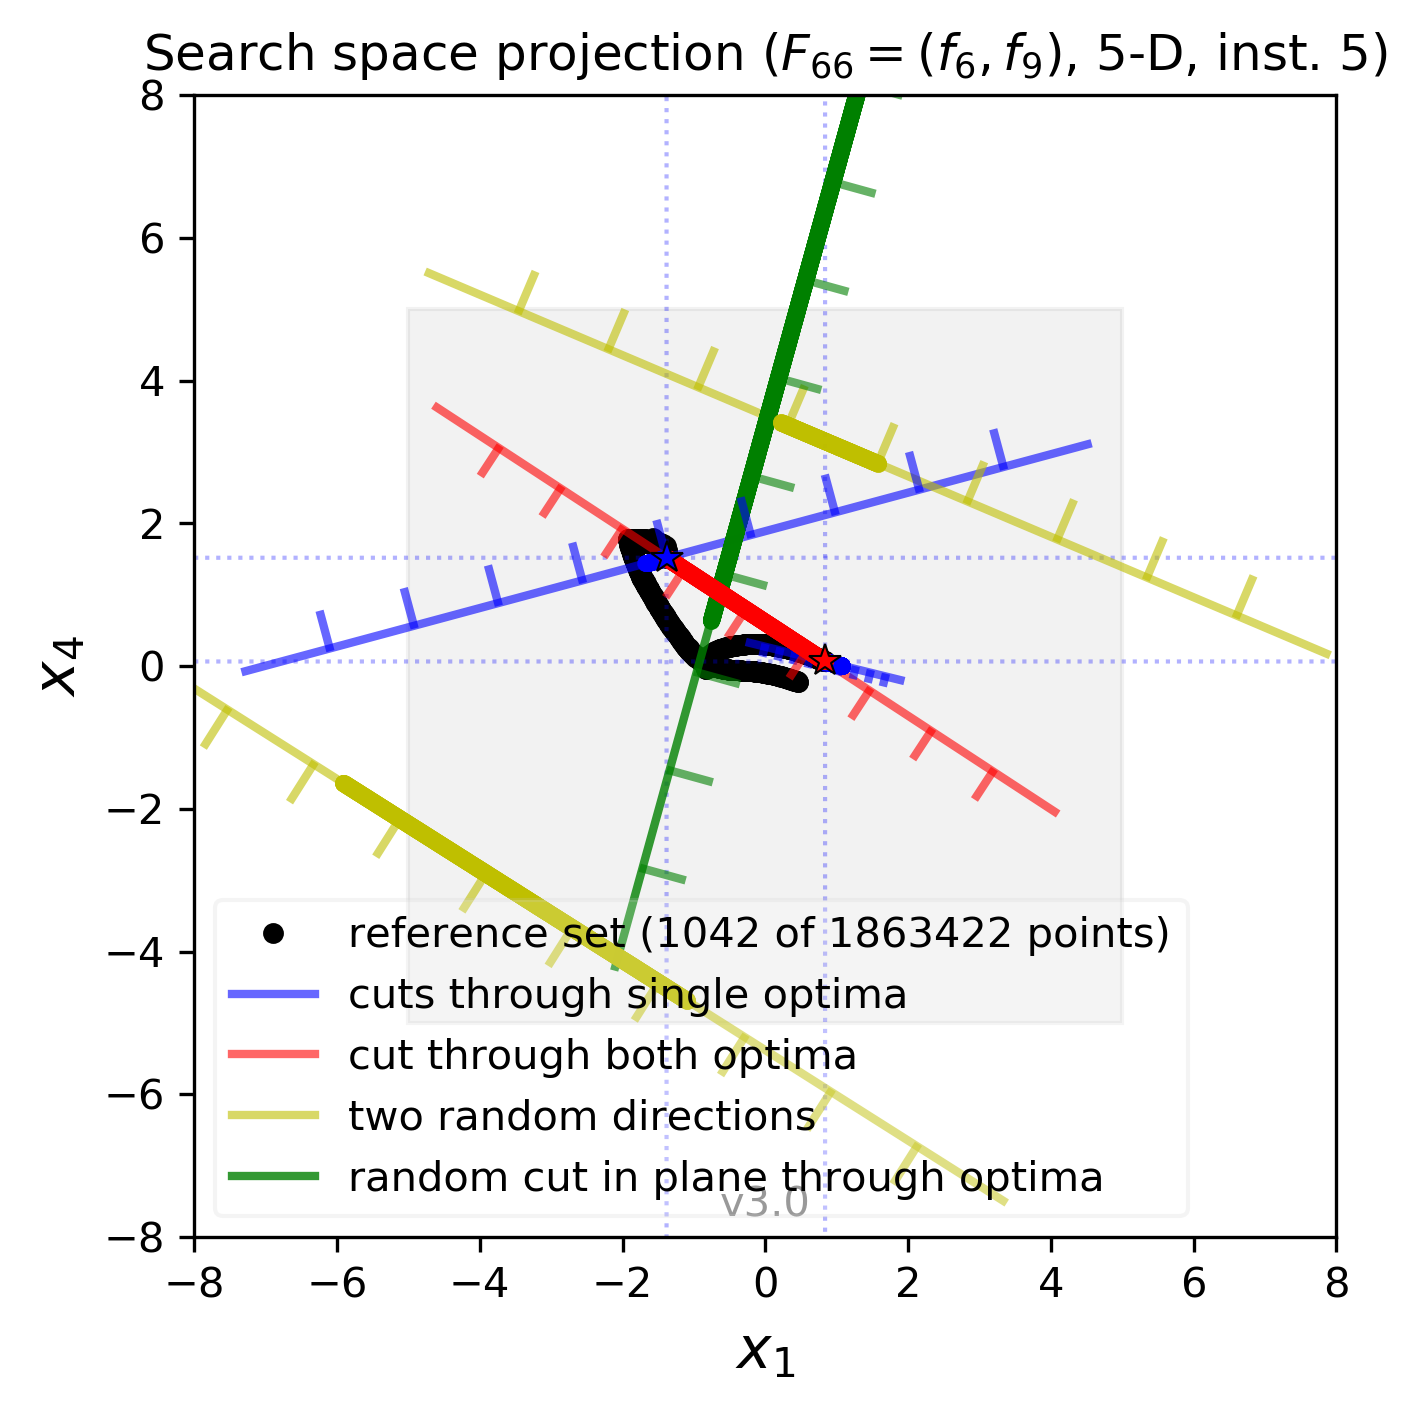 Search space projection (F66 = (f6, f9), 5-D, inst. 5)
8
6
4
2
0
−2
−4
−6
−8
x4
reference set (1042 of 1863422 points)
cuts through single optima
cut through both optima
two random directions
random cut in plane through optima
v3.0
−8 −6 −4 −2 0 2 4 6 8
x1